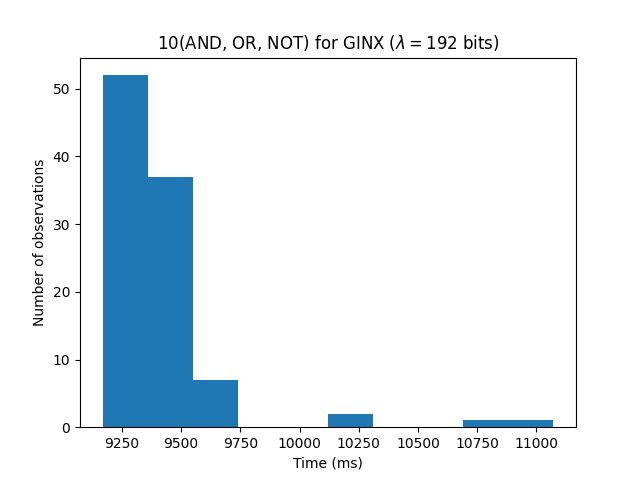 10(AND, OR, NOT) for GINX (λ = 192 bits)
50
40
30
20
10
0
Number of observations
9250 9500 9750 10000 10250 10500 10750 11000
Time (ms)